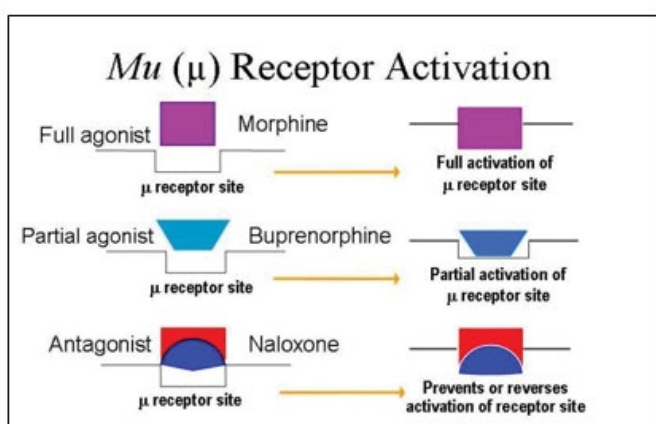 Mu (μ) Receptor Activation
Full agonist
Morphine
μ receptor site
Full activation of
μ receptor site
Partial agonist
Buprenorphine
μ receptor site
Partial activation of
μ receptor site
Antagonist
Naloxone
μ receptor site
Prevents or reverses
activation of receptor site